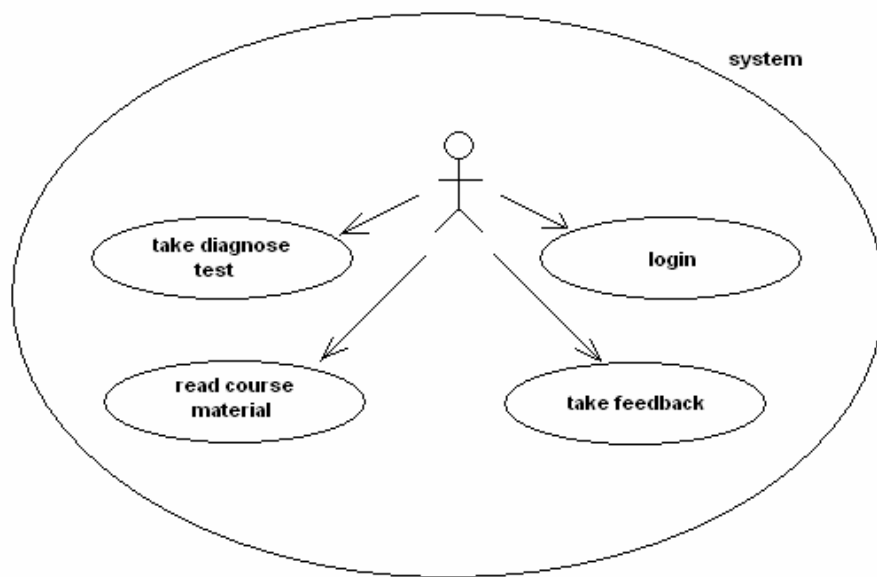 system
take diagnose
test
login
read course
material
take feedback